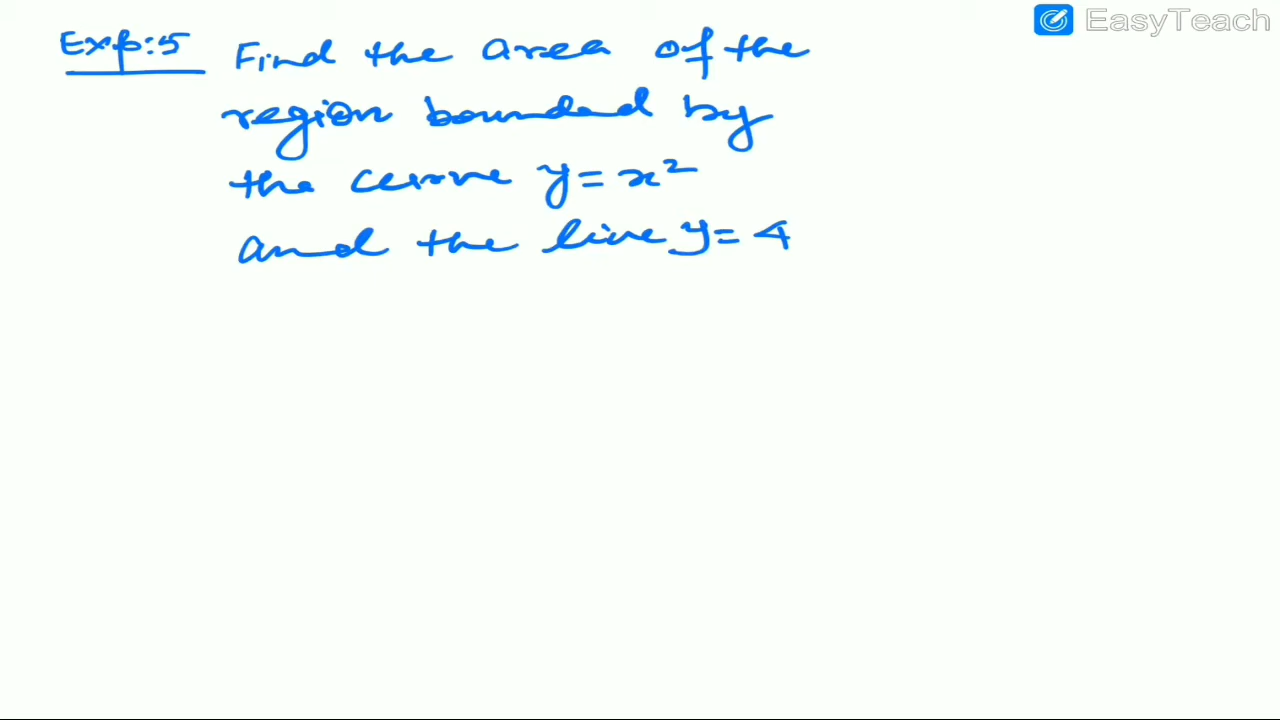 EasyTeach
Exp:5 Find the area of the
region bounded by
the curve y=x²
and the line y=4